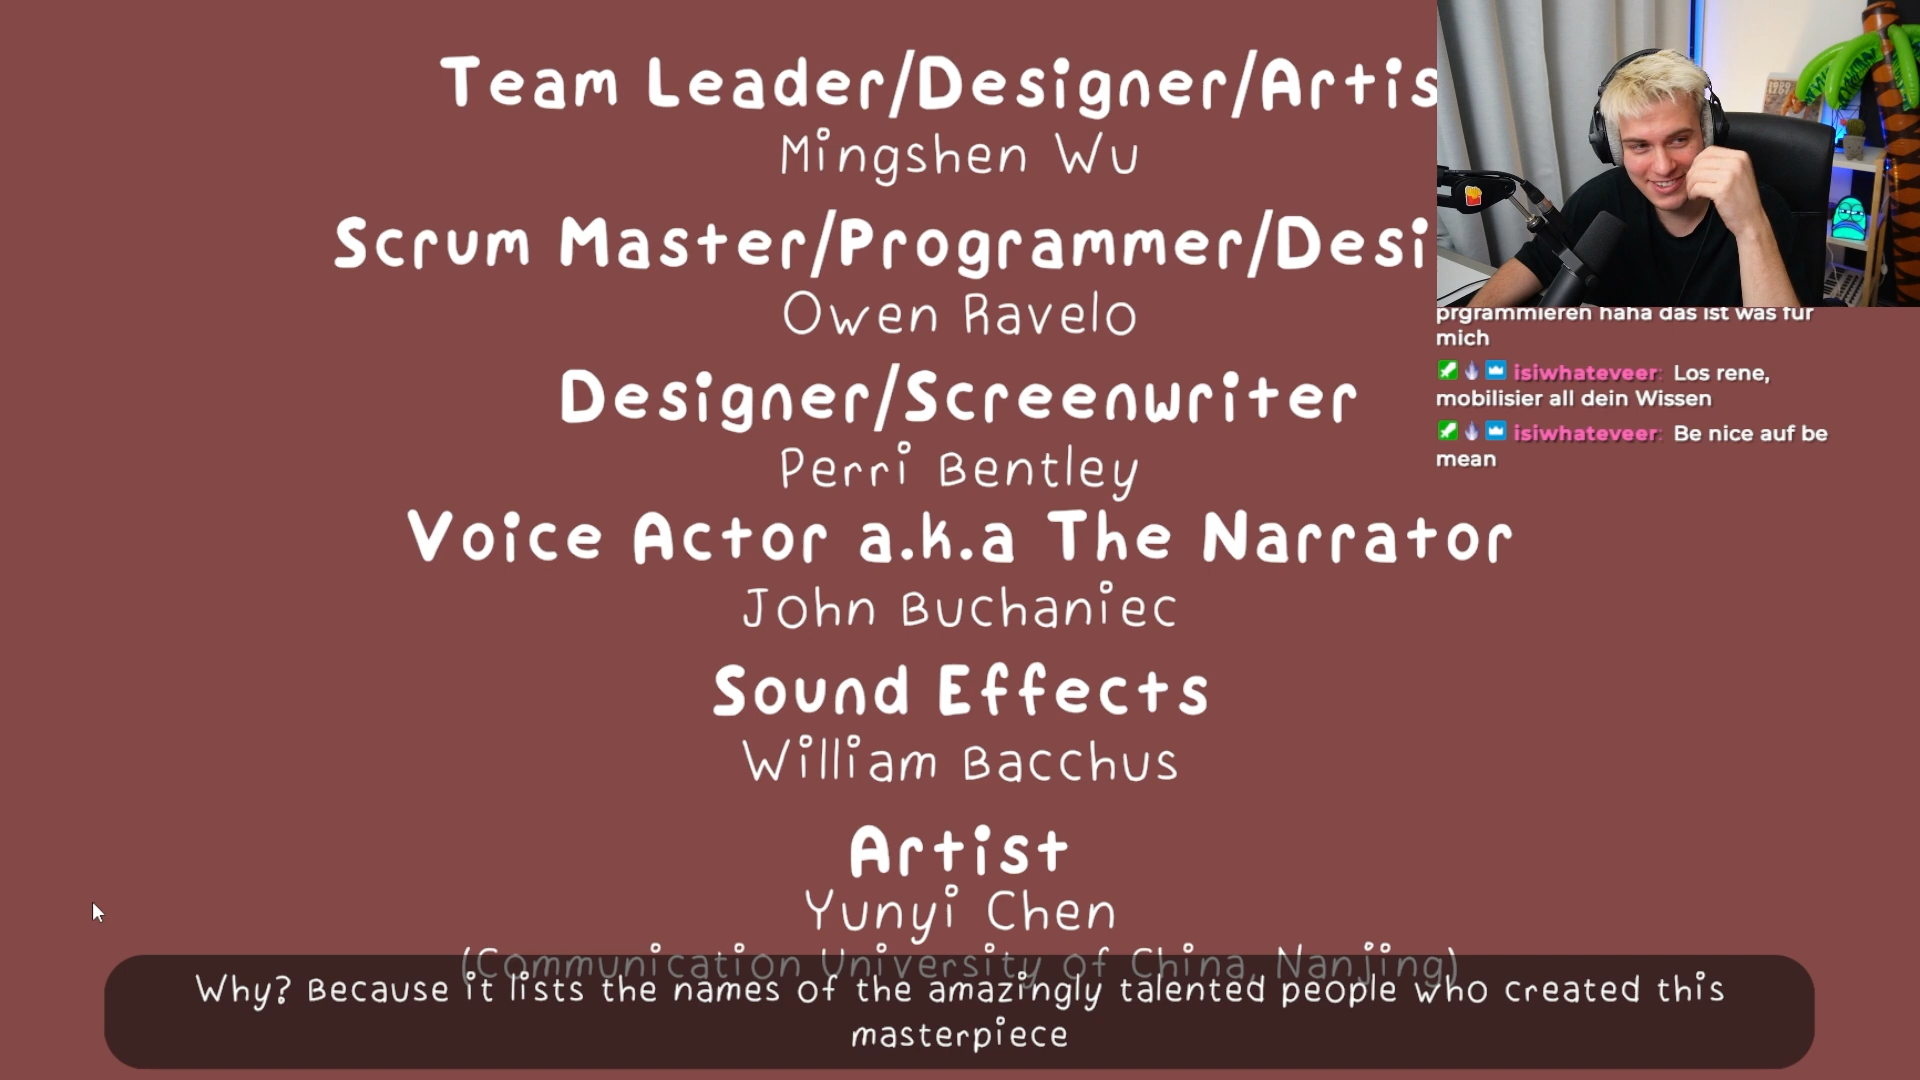 Team Leader/Designer/Artis
Mingshen Wu
Scrum Master/Programmer/Desi
Owen Ravelo
Designer/Screenwriter
Perri Bentley
Voice Actor a.k.a The Narrator
John Buchaniec
Sound Effects
William Bacchus
Artist
Yunyi Chen
(Communication University of China, Nanjing)
Why? Because it lists the names of the amazingly talented people who created this
masterpiece
prgrammieren haha das ist was für
mich
isiwhateveer: Los rene,
mobilisier all dein Wissen
isiwhateveer: Be nice auf be
mean